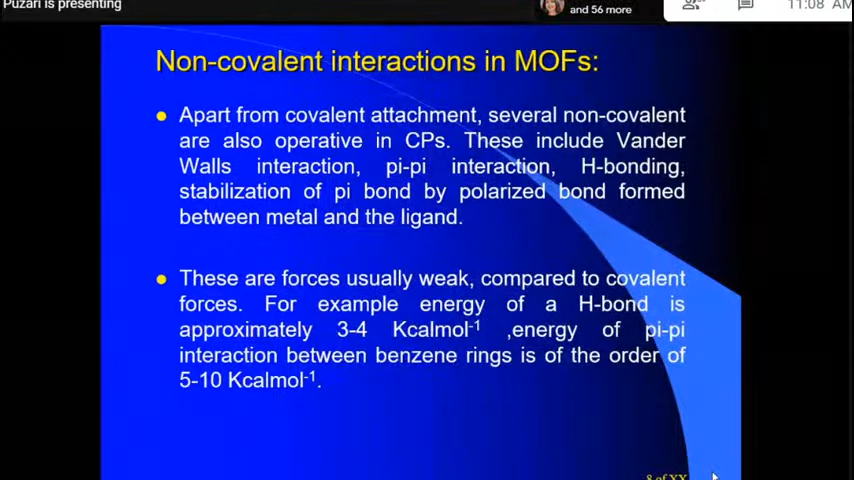 Puzari is presenting
and 56 more
11:08 AM
Non-covalent interactions in MOFs:
Apart from covalent attachment, several non-covalent
are also operative in CPs. These include Vander
Walls interaction, pi-pi interaction, H-bonding,
stabilization of pi bond by polarized bond formed
between metal and the ligand.
These are forces usually weak, compared to covalent
forces. For example energy of a H-bond is
approximately 3-4 Kcalmol-1 ,energy of pi-pi
interaction between benzene rings is of the order of
5-10 Kcalmol-1.
8 of XX